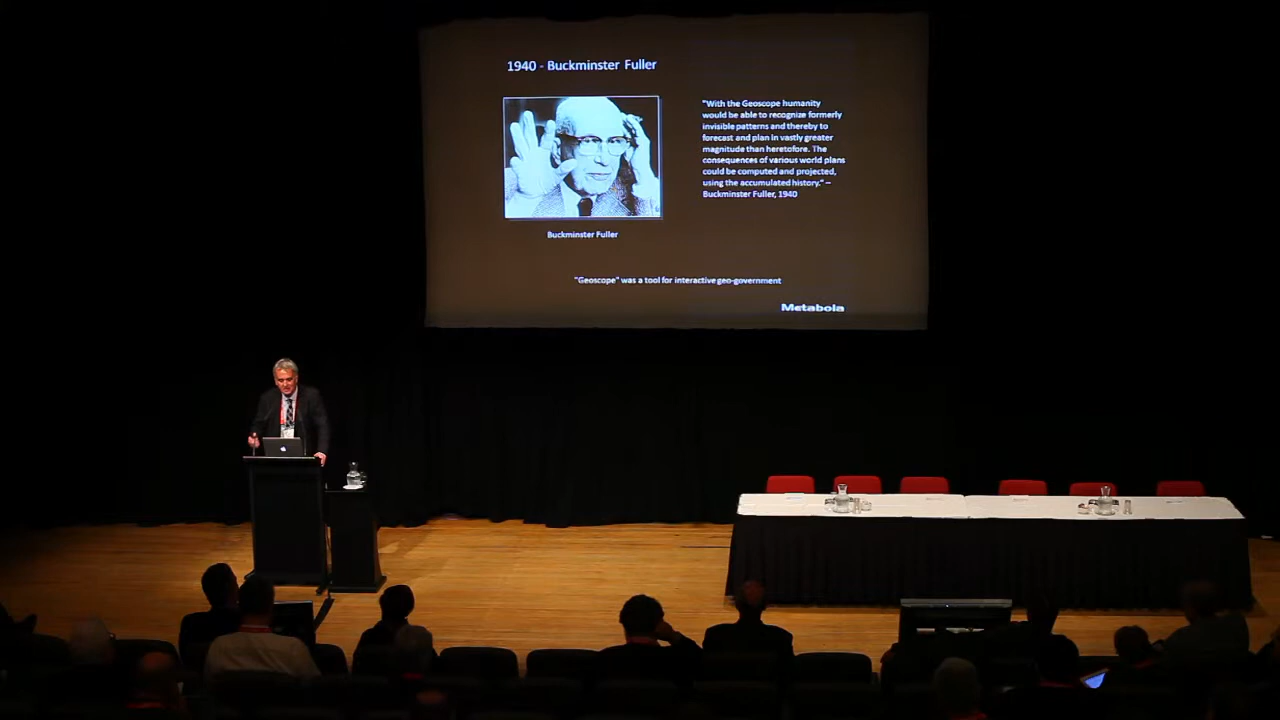 1940 - Buckminster Fuller
"With the Geoscope humanity
would be able to recognize formerly
invisible patterns and thereby to
forecast and plan in vastly greater
magnitude than heretofore. The
consequences of various world plans
could be computed and projected,
using the accumulated history." –
Buckminster Fuller, 1940
Buckminster Fuller
"Geoscope" was a tool for interactive geo-government
Metabola